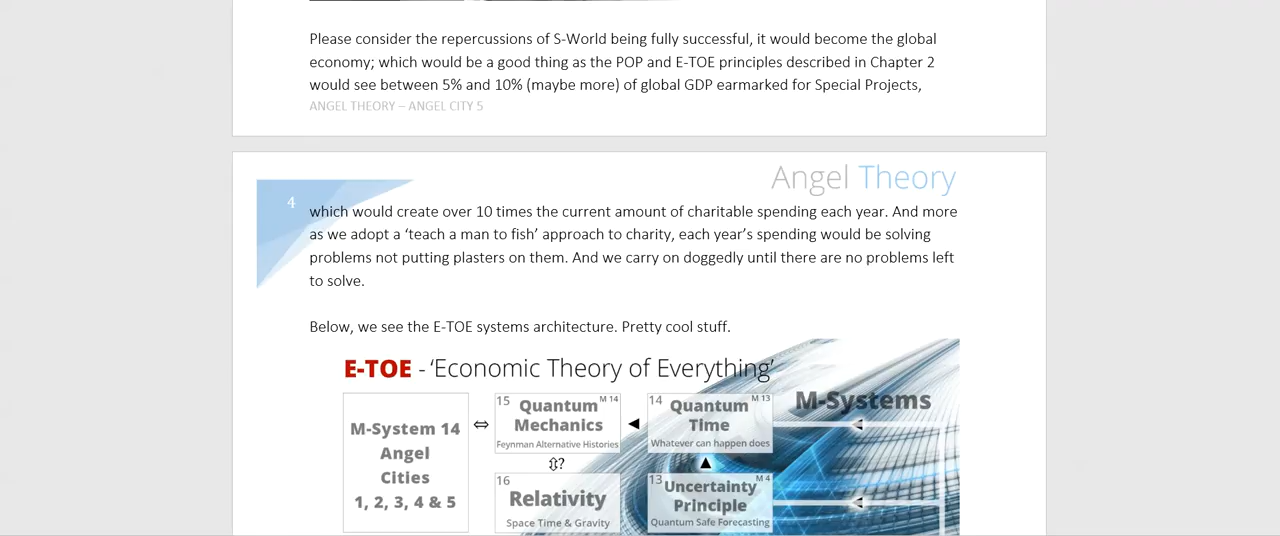 Please consider the repercussions of S-World being fully successful, it would become the global
economy; which would be a good thing as the POP and E-TOE principles described in Chapter 2
would see between 5% and 10% (maybe more) of global GDP earmarked for Special Projects,
ANGEL THEORY – ANGEL CITY 5
Angel Theory
4
which would create over 10 times the current amount of charitable spending each year. And more
as we adopt a ‘teach a man to fish’ approach to charity, each year’s spending would be solving
problems not putting plasters on them. And we carry on doggedly until there are no problems left
to solve.
Below, we see the E-TOE systems architecture. Pretty cool stuff.
E-TOE - ‘Economic Theory of Everything’
M-Systems
M-System 14
Angel
Cities
1, 2, 3, 4 & 5
15 Quantum M 14
Mechanics
Feynman Alternative Histories
14 Quantum M 13
Time
Whatever can happen does
?
16
Relativity
Space Time & Gravity
13 Uncertainty M 4
Principle
Quantum Safe Forecasting